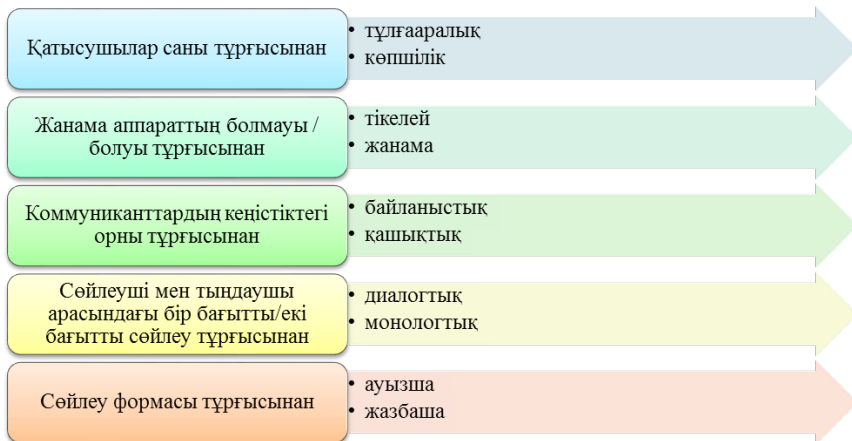 Қатысушылар саны тұрғысынан
• тұлғааралық
• көпшілік
Жанама аппараттың болмауы /
болуы тұрғысынан
• тікелей
• жанама
Коммуниканттардың кеңістіктегі
орны тұрғысынан
• байланыстық
• қашықтық
Сөйлеуші мен тыңдаушы
арасындағы бір бағытты/екі
бағытты сөйлеу тұрғысынан
• диалогтық
• монологтық
Сөйлеу формасы тұрғысынан
• ауызша
• жазбаша